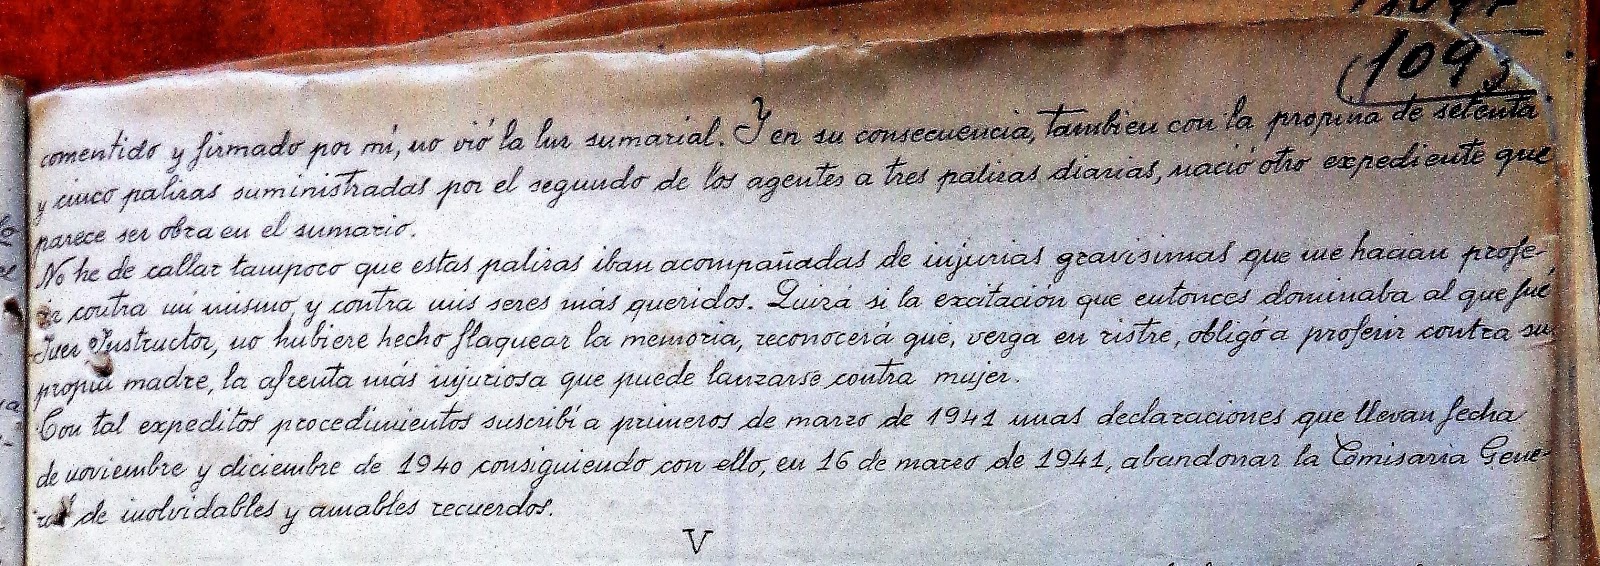 1093
comentido y firmado por mí, no vió la luz sumarial. Y en su consecuencia, tambien con la propina de setenta
y cinco palizas suministradas por el segundo de los agentes a tres palizas diarias, nació otro expediente que
parece ser obra en el sumario.
No he de callar tampoco que estas palizas iban acompañadas de injurias gravisimas que me hacian profe-
rir contra mi mismo, y contra mis seres más queridos. Quizá si la excitación que entonces dominaba al que fué
Juez Instructor, no hubiere hecho flaquear la memoria, reconocerá que, verga en ristre, obligó a proferir contra su
propia madre, la afrenta más injuriosa que puede lanzarse contra mujer.
Con tal expeditos procedimientos suscribí a primeros de marzo de 1941 unas declaraciones que llevan fecha
de noviembre y diciembre de 1940 consiguiendo con ello, en 16 de marzo de 1941, abandonar la Comisaria Gene-
ral de inolvidables y amables recuerdos.
V